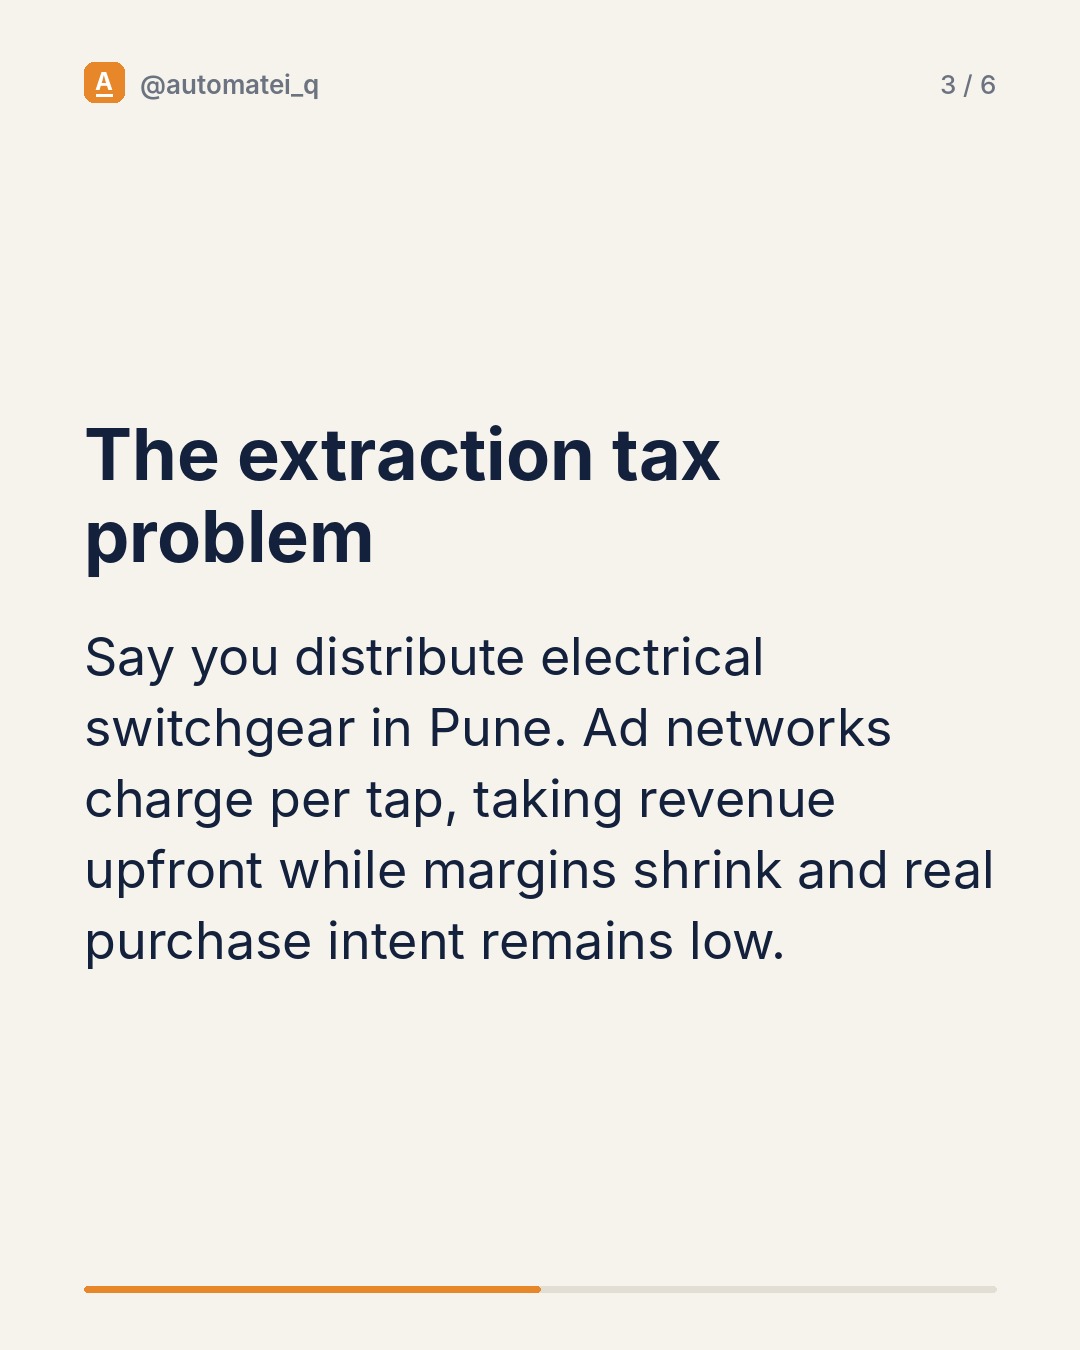 A @automatei_q
3 / 6
The extraction tax
problem
Say you distribute electrical
switchgear in Pune. Ad networks
charge per tap, taking revenue
upfront while margins shrink and real
purchase intent remains low.